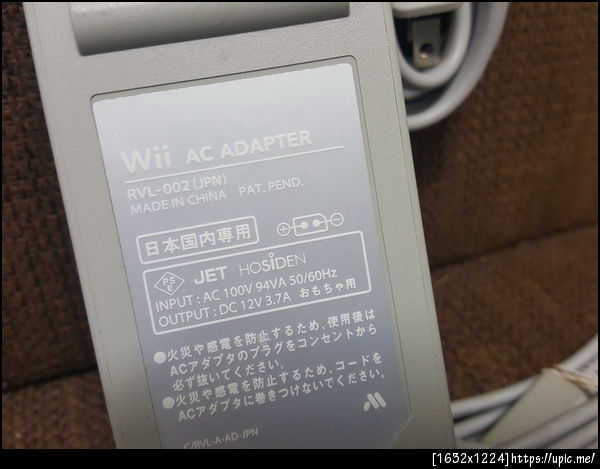 Wii AC ADAPTER
RVL-002(JPN)
MADE IN CHINA PAT. PEND.
日本国内専用
PS
E
JET HOSIDEN
INPUT : AC 100V 94VA 50/60Hz
OUTPUT : DC 12V 3.7A おもちゃ用
●火災や感電を防止するため、使用後は
ACアダプタのプラグをコンセントから
必ず抜いてください。
●火災や感電を防止するため、コードを
ACアダプタに巻きつけないでください。
C/RVL-A-AD-JPN
[1632x1224]https://upic.me/